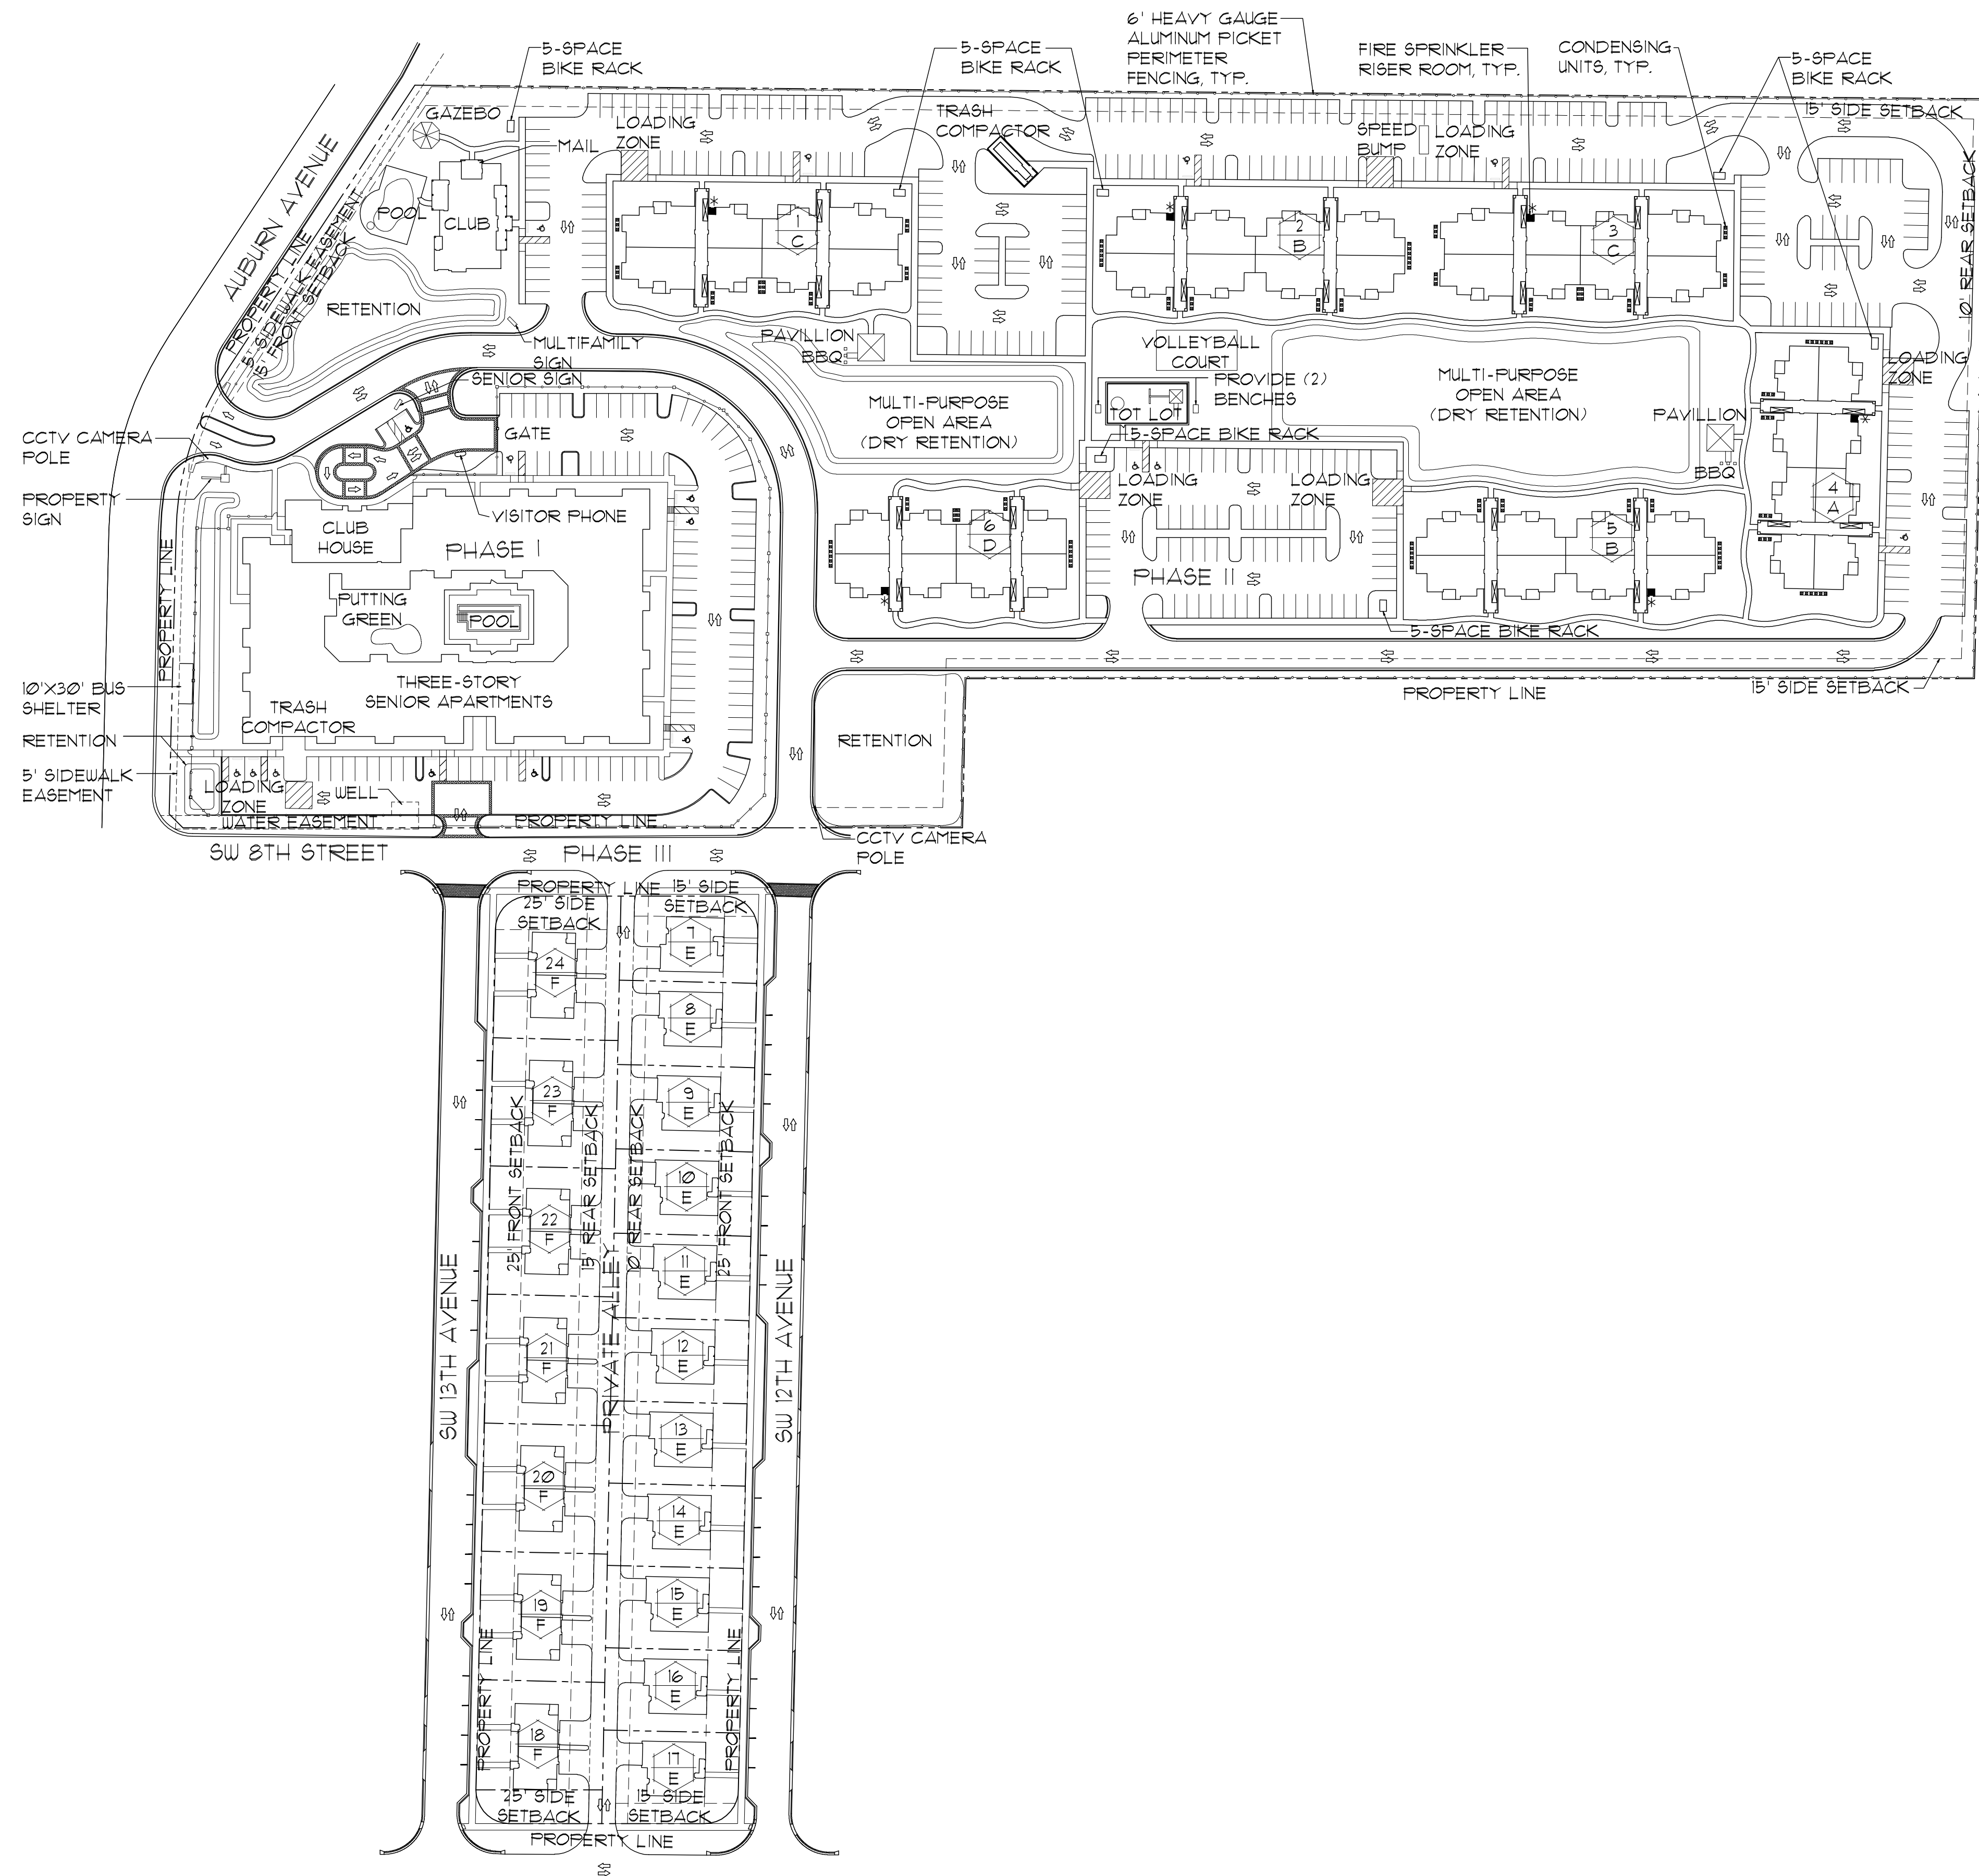 6' HEAVY GAUGE
ALUMINUM PICKET
PERIMETER
FENCING, TYP.
5-SPACE
BIKE RACK
5-SPACE
BIKE RACK
FIRE SPRINKLER
RISER ROOM, TYP.
CONDENSING
UNITS, TYP.
5-SPACE
BIKE RACK
GAZEBO
MAIL
LOADING
ZONE
TRASH
COMPACTOR
SPEED
BUMP
LOADING
ZONE
15' SIDE SETBACK
10' REAR SETBACK
AUBURN AVENUE
PROPERTY LINE
5' SIDEWALK EASEMENT
POOL
CLUB
1
C
2
B
3
C
RETENTION
MULTIFAMILY
SIGN
SENIOR SIGN
PAVILLION
BBQ
VOLLEYBALL
COURT
PROVIDE (2)
BENCHES
TOT LOT
5-SPACE BIKE RACK
MULTI-PURPOSE
OPEN AREA
(DRY RETENTION)
MULTI-PURPOSE
OPEN AREA
(DRY RETENTION)
PAVILLION
BBQ
LOADING
ZONE
4
A
CCTV CAMERA
POLE
PROPERTY
SIGN
GATE
VISITOR PHONE
CLUB
HOUSE
PHASE I
LOADING
ZONE
LOADING
ZONE
6
D
5
B
PHASE II
5-SPACE BIKE RACK
PROPERTY LINE
PUTTING
GREEN
POOL
THREE-STORY
SENIOR APARTMENTS
TRASH
COMPACTOR
10'X30' BUS
SHELTER
RETENTION
5' SIDEWALK
EASEMENT
LOADING
ZONE
WELL
WATER EASEMENT
PROPERTY LINE
RETENTION
PROPERTY LINE
15' SIDE SETBACK
CCTV CAMERA
POLE
SW 8TH STREET
PHASE III
PROPERTY LINE
25' SIDE
SETBACK
15' SIDE
SETBACK
24
F
7
E
8
E
23
F
9
E
10
E
22
F
11
E
21
F
12
E
13
E
20
F
14
E
19
F
15
E
16
E
18
F
17
E
25' FRONT SETBACK
15' REAR SETBACK
10' REAR SETBACK
25' FRONT SETBACK
SW 13TH AVENUE
PRIVATE ALLEY
SW 12TH AVENUE
PROPERTY LINE
PROPERTY LINE
25' SIDE
SETBACK
15' SIDE
SETBACK
PROPERTY LINE